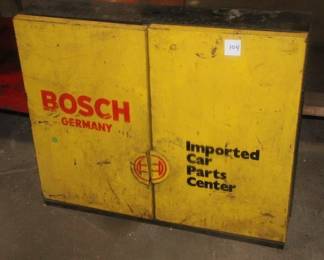 104
BOSCH
GERMANY
Imported
Car
Parts
Center